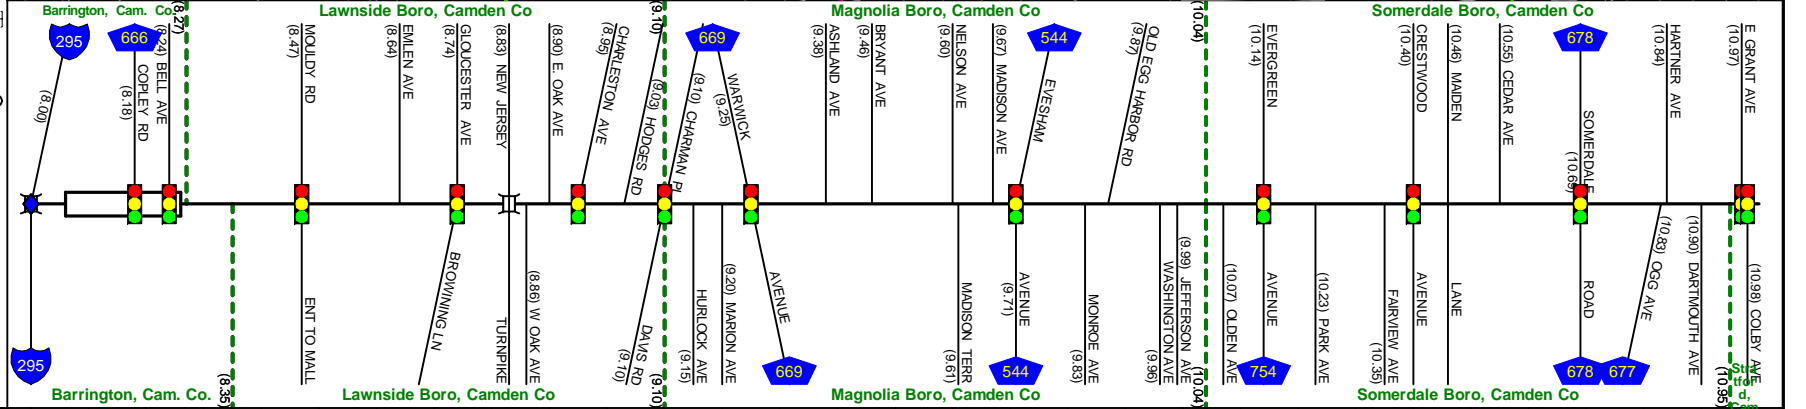 Barrington, Cam. Co.
(8.27)
Lawnside Boro, Camden Co
(9.10)
Magnolia Boro, Camden Co
(10.04)
Somerdale Boro, Camden Co
295
(8.00)
666
COPLEY RD
(8.18)
(8.24) BELL AVE
(8.47) MOULDY RD
(8.64) EMLEN AVE
(8.74) GLOUCESTER AVE
(8.83) NEW JERSEY
(8.90) E. OAK AVE
(8.95) CHARLESTON AVE
(9.03) HODGES RD
669
(9.10) CHARMAN PL
WARWICK
(9.25)
(9.38) ASHLAND AVE
(9.46) BRYANT AVE
(9.60) NELSON AVE
(9.67) MADISON AVE
544
EVESHAM
(9.87) OLD EGG HARBOR RD
(10.14) EVERGREEN
(10.40) CRESTWOOD
(10.46) MAIDEN
(10.55) CEDAR AVE
678
SOMERDALE
(10.69)
(10.84) HARTNER AVE
(10.97) E GRANT AVE
295
ENT TO MALL
BROWNING LN
TURNPIKE
(8.86) W OAK AVE
DAVIS RD
(9.10)
HURLOCK AVE
(9.15)
(9.20) MARION AVE
AVENUE
669
MADISON TERR
(9.61)
AVENUE
(9.71)
544
MONROE AVE
(9.83)
WASHINGTON AVE
(9.96)
(9.99) JEFFERSON AVE
(10.07) OLDEN AVE
AVENUE
754
(10.23) PARK AVE
FAIRVIEW AVE
(10.35)
AVENUE
LANE
ROAD
678
677
(10.83) OGG AVE
(10.90) DARTMOUTH AVE
(10.98) COLBY AVE
Barrington, Cam. Co.
(8.35)
Lawnside Boro, Camden Co
(9.10)
Magnolia Boro, Camden Co
(10.04)
Somerdale Boro, Camden Co
(10.95)
Stra
tfor
d,